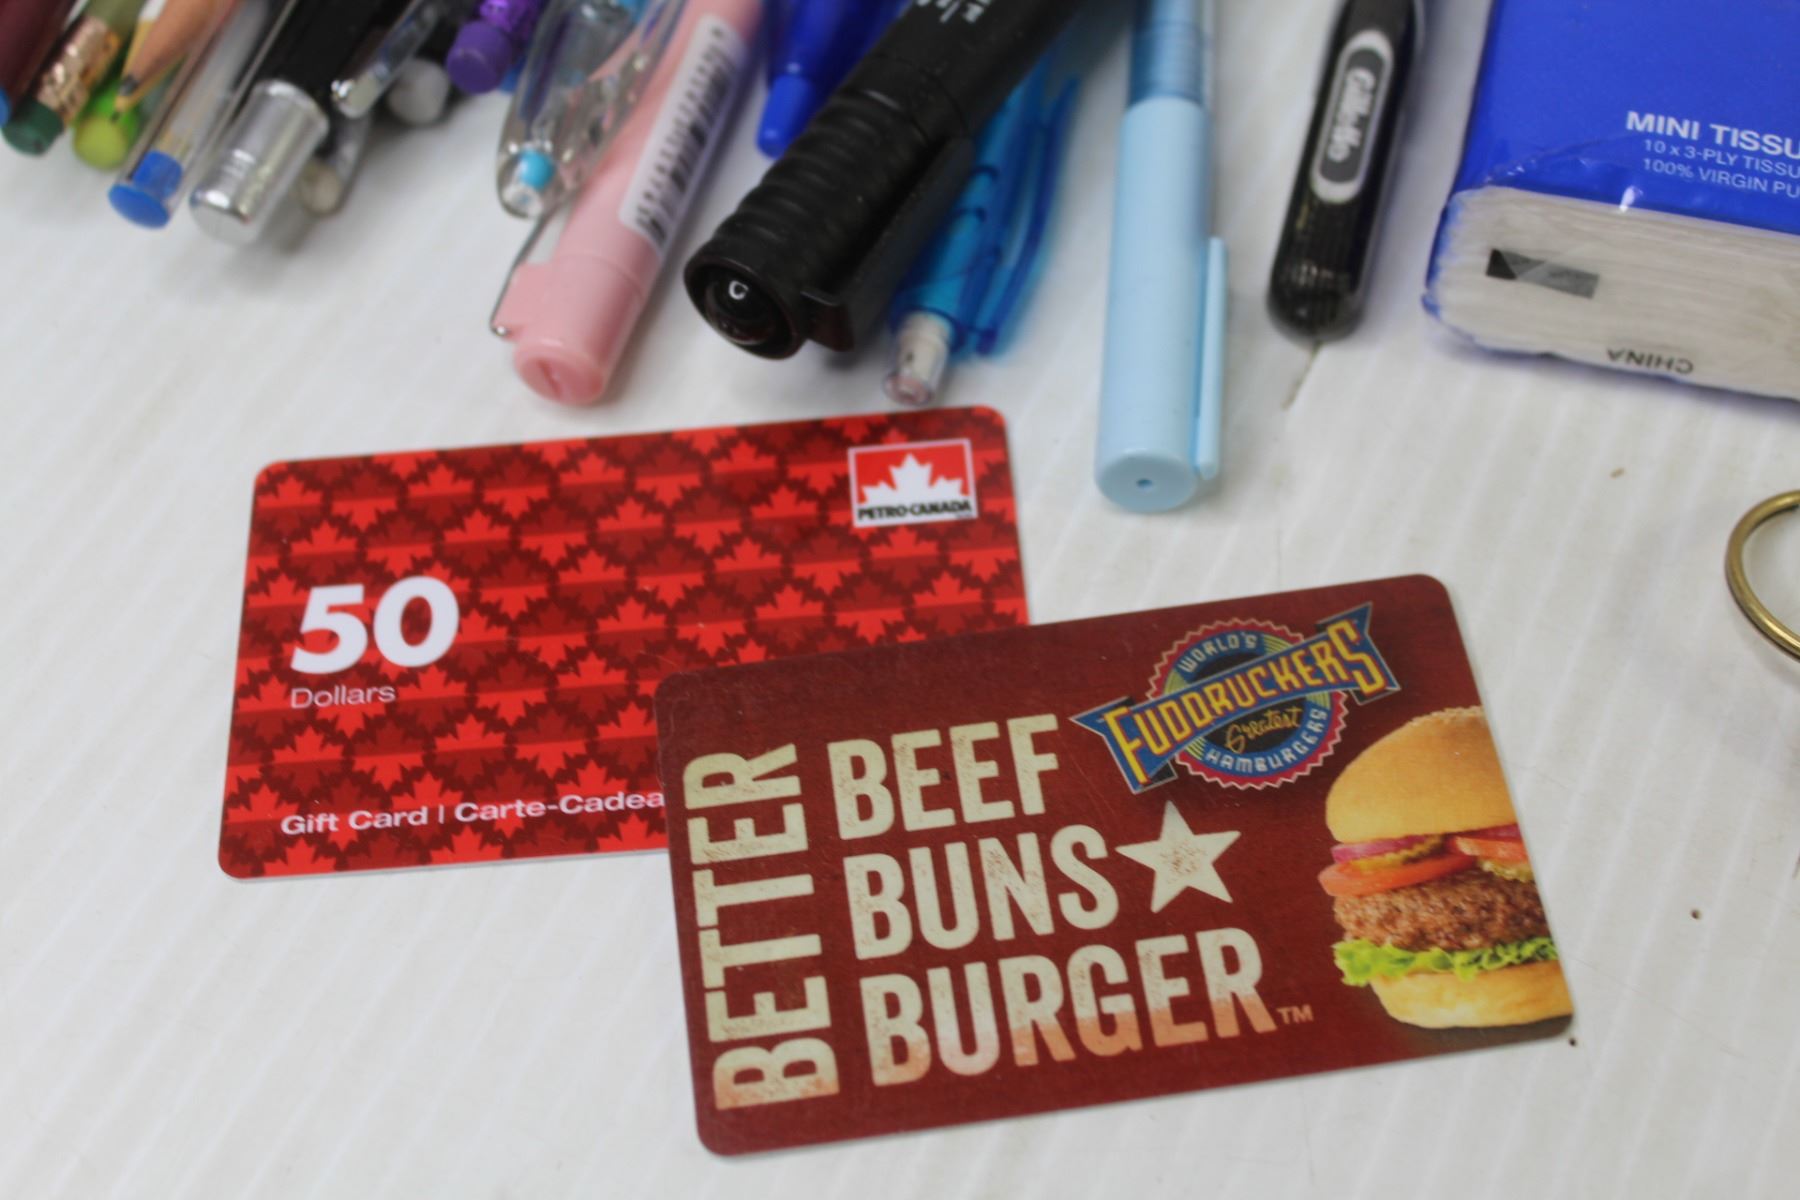 Gillette
MINI TISSU
10 x 3-PLY TISSU
100% VIRGIN PU
CHINA
PETRO-CANADA
50
Dollars
Gift Card | Carte-Cadea
WORLD'S
FUDDRUCKERS
Greatest
HAMBURGERS
BETTER
BEEF
BUNS★
BURGER™